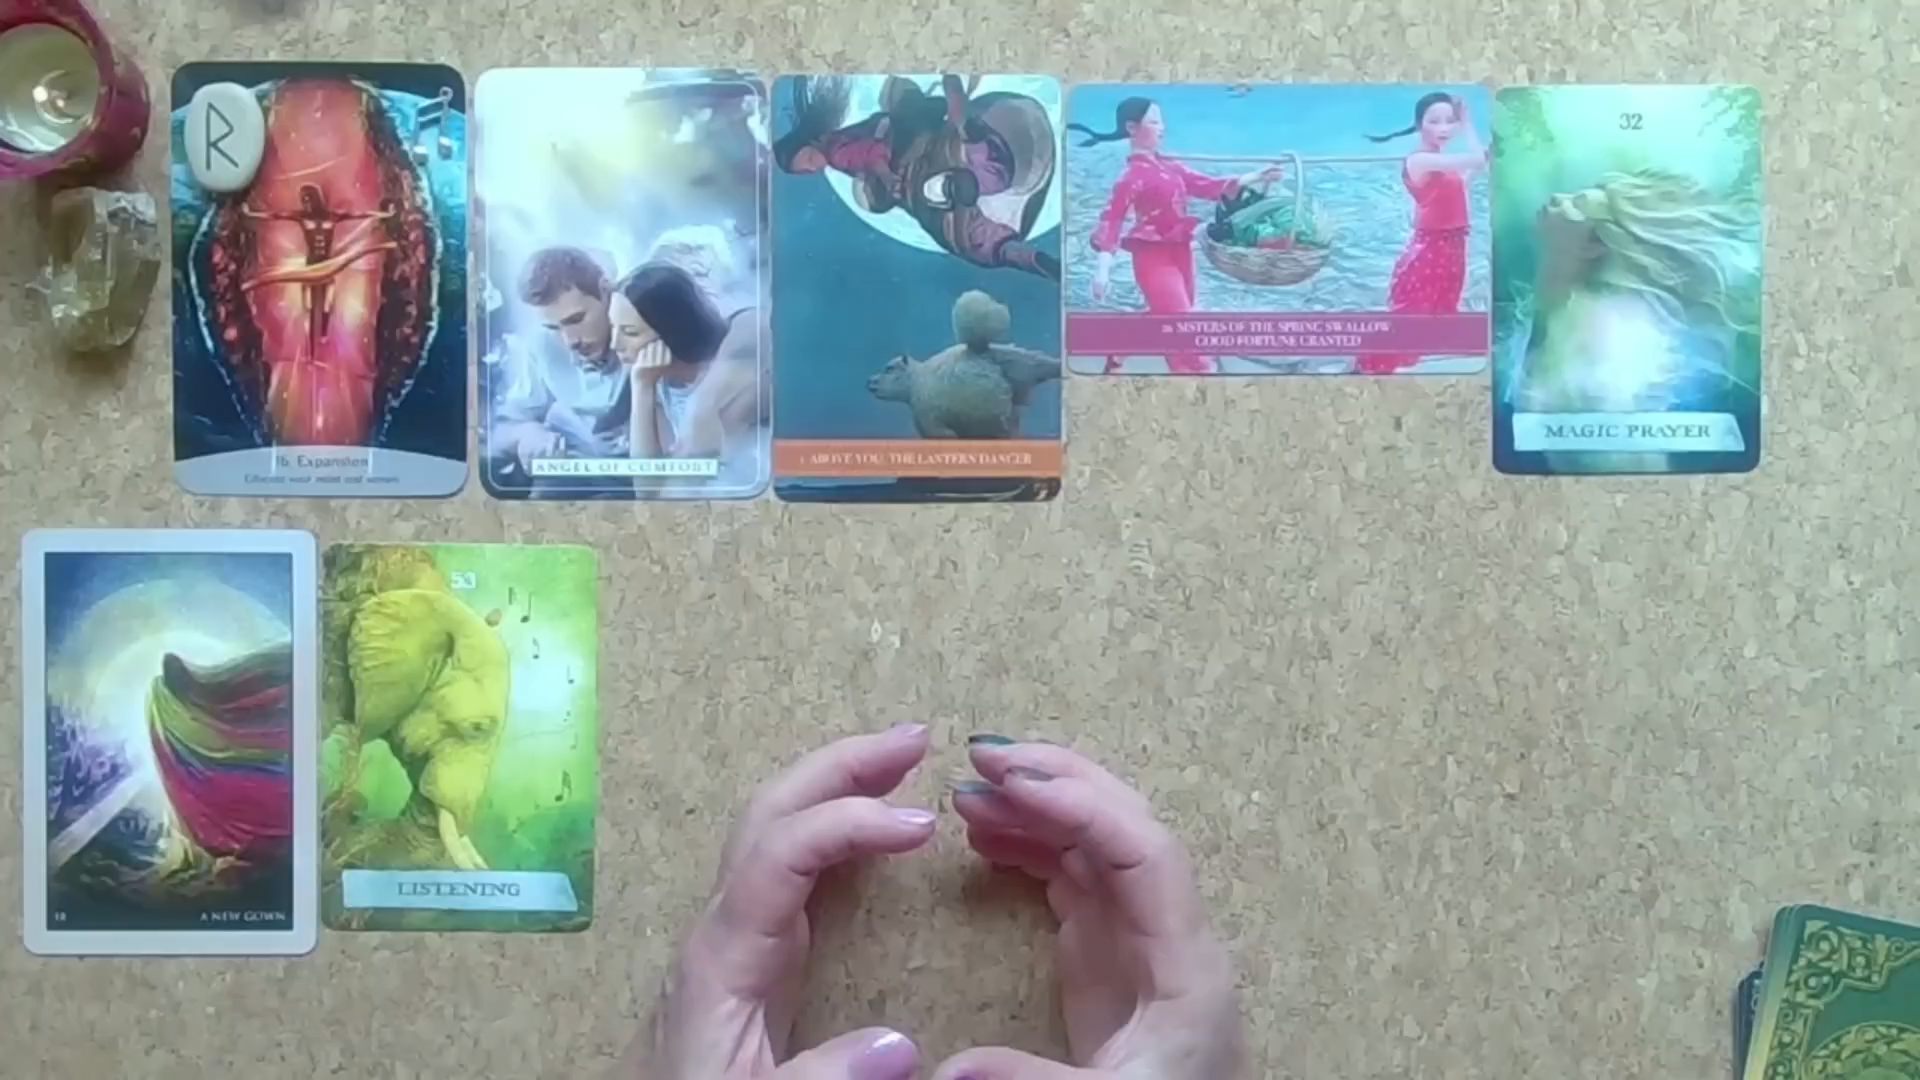 ᚱ
16. Expansion
ANGEL OF COMFORT
1 ABOVE YOU THE LANTERN DANCER
SISTERS OF THE SPRING SWALLOW
GOOD FORTUNE GRANTED
32
MAGIC PRAYER
18 A NEW GOWN
53
LISTENING